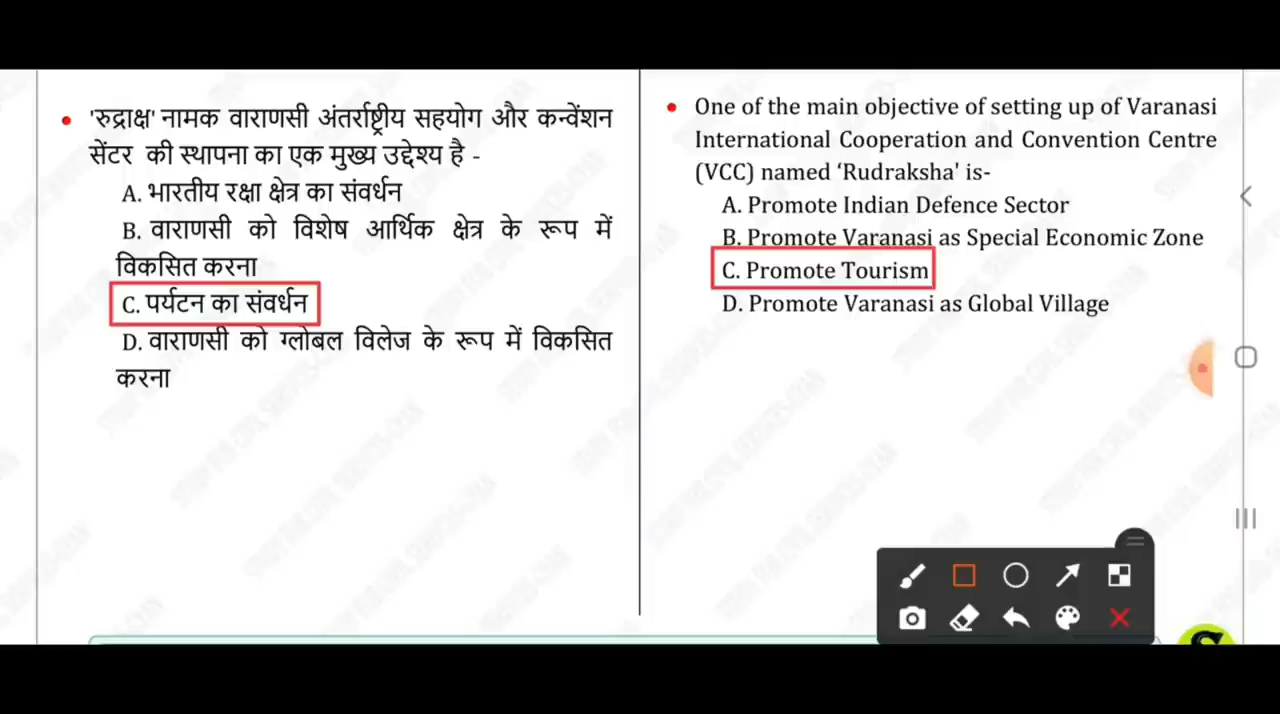 'रुद्राक्ष' नामक वाराणसी अंतर्राष्ट्रीय सहयोग और कन्वेंशन
सेंटर की स्थापना का एक मुख्य उद्देश्य है -
A. भारतीय रक्षा क्षेत्र का संवर्धन
B. वाराणसी को विशेष आर्थिक क्षेत्र के रूप में
विकसित करना
C. पर्यटन का संवर्धन
D. वाराणसी को ग्लोबल विलेज के रूप में विकसित
करना
One of the main objective of setting up of Varanasi
International Cooperation and Convention Centre
(VCC) named ‘Rudraksha' is-
A. Promote Indian Defence Sector
B. Promote Varanasi as Special Economic Zone
C. Promote Tourism
D. Promote Varanasi as Global Village